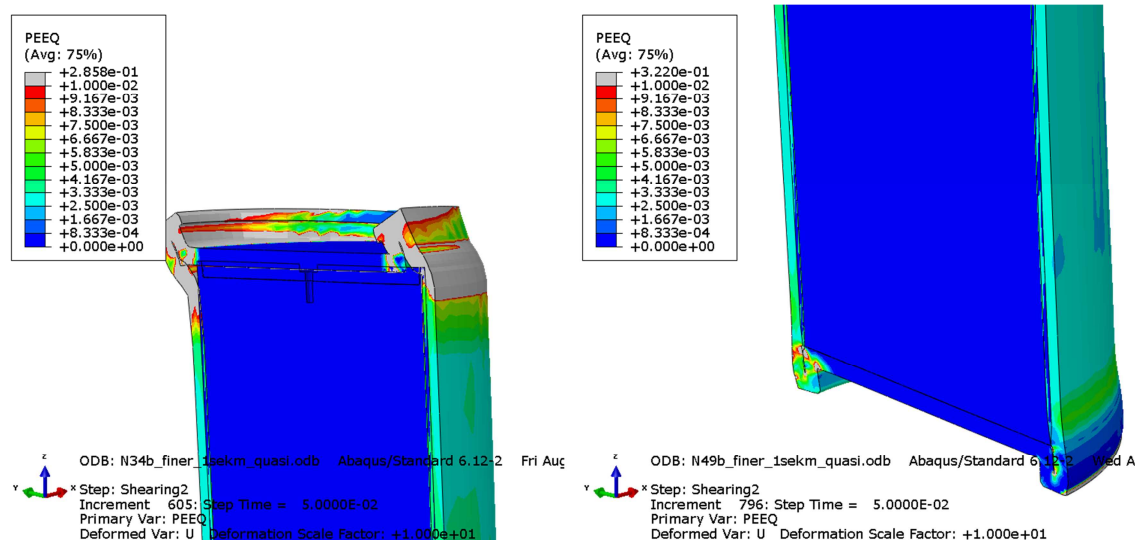 PEEQ
(Avg: 75%)
+2.858e-01
+1.000e-02
+9.167e-03
+8.333e-03
+7.500e-03
+6.667e-03
+5.833e-03
+5.000e-03
+4.167e-03
+3.333e-03
+2.500e-03
+1.667e-03
+8.333e-04
+0.000e+00
Z
Y
X
ODB: N34b_finer_1sekm_quasi.odb Abaqus/Standard 6.12-2 Fri Aug
Step: Shearing2
Increment 605: Step Time = 5.0000E-02
Primary Var: PEEQ
Deformed Var: U Deformation Scale Factor: +1.000e+01
PEEQ
(Avg: 75%)
+3.220e-01
+1.000e-02
+9.167e-03
+8.333e-03
+7.500e-03
+6.667e-03
+5.833e-03
+5.000e-03
+4.167e-03
+3.333e-03
+2.500e-03
+1.667e-03
+8.333e-04
+0.000e+00
Z
Y
X
ODB: N49b_finer_1sekm_quasi.odb Abaqus/Standard 6.12-2 Wed A
Step: Shearing2
Increment 796: Step Time = 5.0000E-02
Primary Var: PEEQ
Deformed Var: U Deformation Scale Factor: +1.000e+01